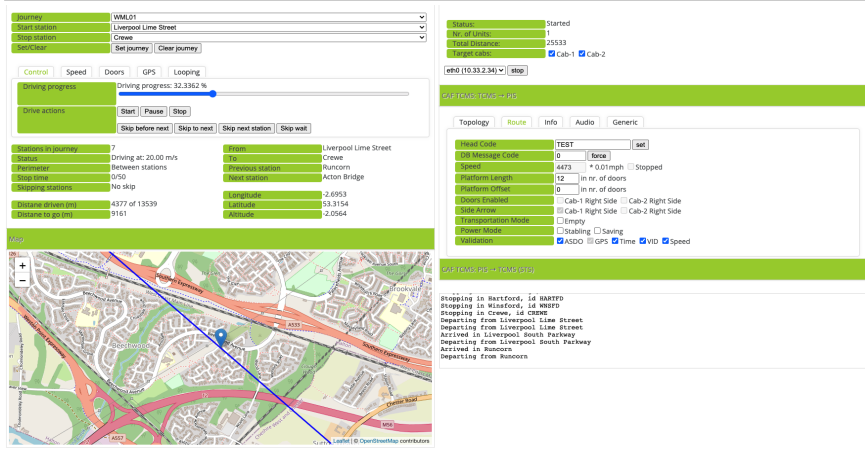 Journey WML01
Start station Liverpool Lime Street
Stop station Crewe
Set/Clear Set journey Clear journey
Control Speed Doors GPS Looping
Driving progress Driving progress: 32.3362 %
Drive actions Start Pause Stop
Skip before next Skip to next Skip next station Skip wait
Stations in journey 7 From Liverpool Lime Street
Status Driving at: 20.00 m/s To Crewe
Perimeter Between stations Previous station Runcorn
Stop time 0/50 Next station Acton Bridge
Skipping stations No skip
Longitude -2.6953
Distane driven (m) 4377 of 13539 Latitude 53.3154
Distane to go (m) 9161 Altitude -2.0564
Map
+
−
Southern Expressway
Brookvale
A533
Beechwood
Southern Expressway
Chester Road
M56
A557
Leaflet | © OpenStreetMap contributors
Status: Started
Nr. of Units: 1
Total Distance: 25533
Target cabs: Cab-1 Cab-2
eth0 (10.33.2.34) stop
CAF TCMS: TCMS → PIS
Topology Route Info Audio Generic
Head Code TEST set
DB Message Code 0 force
Speed 4473 * 0.01mph Stopped
Platform Length 12 in nr. of doors
Platform Offset 0 in nr. of doors
Doors Enabled Cab-1 Right Side Cab-2 Right Side
Side Arrow Cab-1 Right Side Cab-2 Right Side
Transportation Mode Empty
Power Mode Stabling Saving
Validation ASDO GPS Time VID Speed
CAF TCMS: PIS → TCMS (STS)
Stopping in Hartford, id HARTFD
Stopping in Winsford, id WNSFD
Stopping in Crewe, id CREWE
Departing from Liverpool Lime Street
Departing from Liverpool Lime Street
Arrived in Liverpool South Parkway
Departing from Liverpool South Parkway
Arrived in Runcorn
Departing from Runcorn